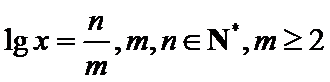 lg x = n/m, m, n ∈ N*, m ≥ 2